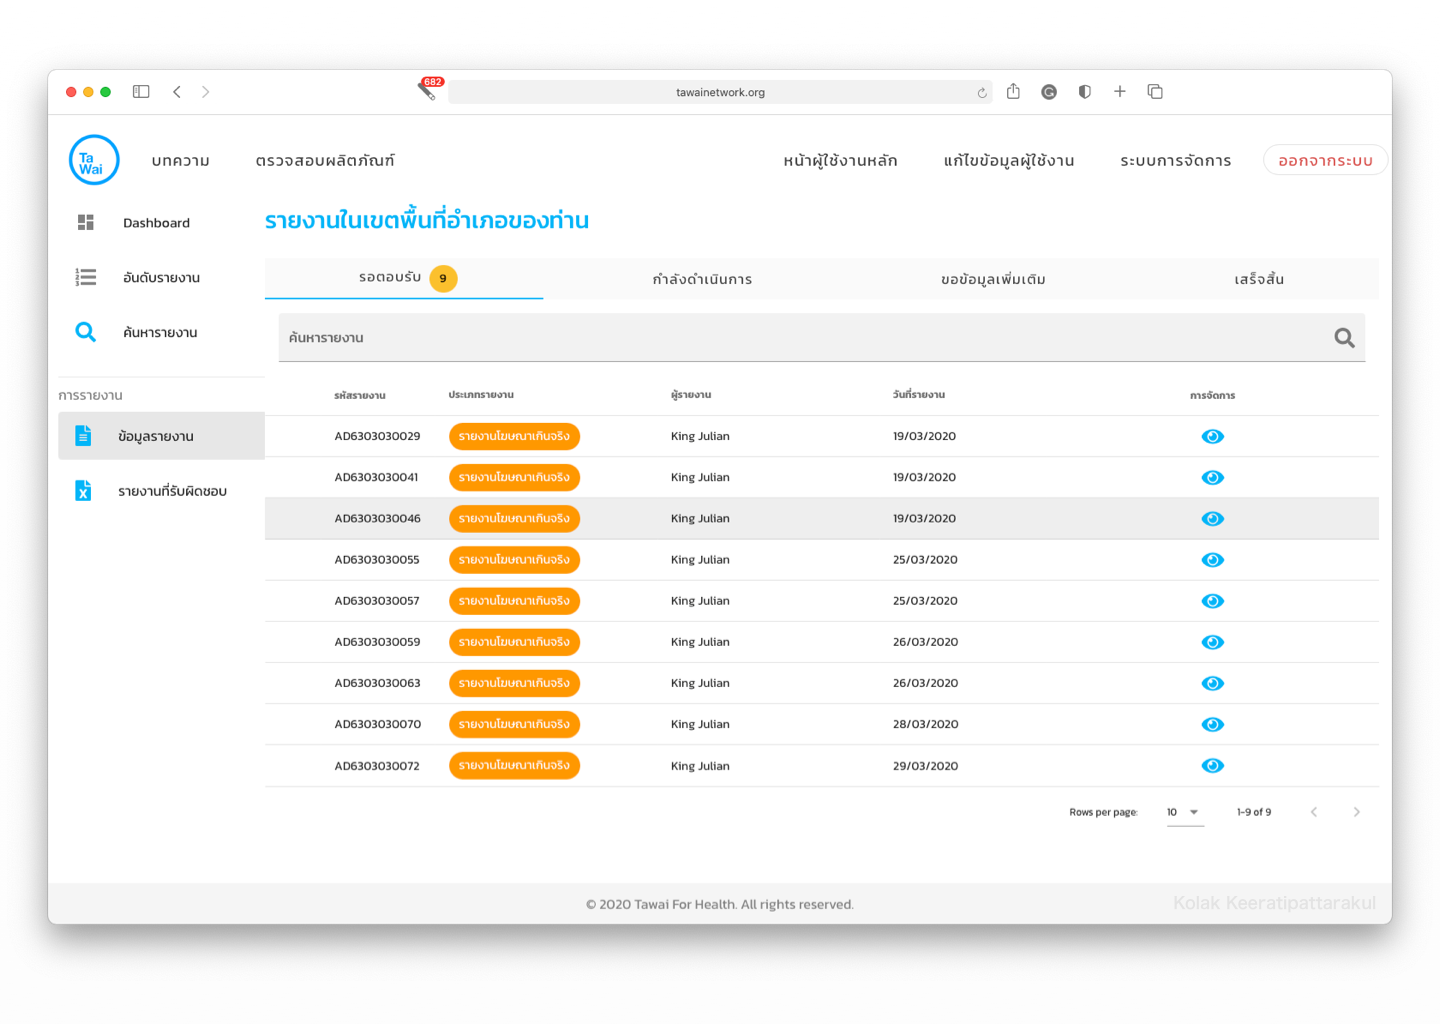 682
tawainetwork.org
Ta
Wai
บทความ ตรวจสอบผลิตภัณฑ์ หน้าผู้ใช้งานหลัก แก้ไขข้อมูลผู้ใช้งาน ระบบการจัดการ ออกจากระบบ
Dashboard
อันดับรายงาน
ค้นหารายงาน
การรายงาน
ข้อมูลรายงาน
รายงานที่รับผิดชอบ
รายงานในเขตพื้นที่อำเภอของท่าน
รอตอบรับ 9 กำลังดำเนินการ ขอข้อมูลเพิ่มเติม เสร็จสิ้น
ค้นหารายงาน
รหัสรายงาน ประเภทรายงาน ผู้รายงาน วันที่รายงาน การจัดการ
AD6303030029 รายงานโฆษณาเกินจริง King Julian 19/03/2020
AD6303030041 รายงานโฆษณาเกินจริง King Julian 19/03/2020
AD6303030046 รายงานโฆษณาเกินจริง King Julian 19/03/2020
AD6303030055 รายงานโฆษณาเกินจริง King Julian 25/03/2020
AD6303030057 รายงานโฆษณาเกินจริง King Julian 25/03/2020
AD6303030059 รายงานโฆษณาเกินจริง King Julian 26/03/2020
AD6303030063 รายงานโฆษณาเกินจริง King Julian 26/03/2020
AD6303030070 รายงานโฆษณาเกินจริง King Julian 28/03/2020
AD6303030072 รายงานโฆษณาเกินจริง King Julian 29/03/2020
Rows per page: 10 1-9 of 9
© 2020 Tawai For Health. All rights reserved.
Kolak Keeratipattarakul